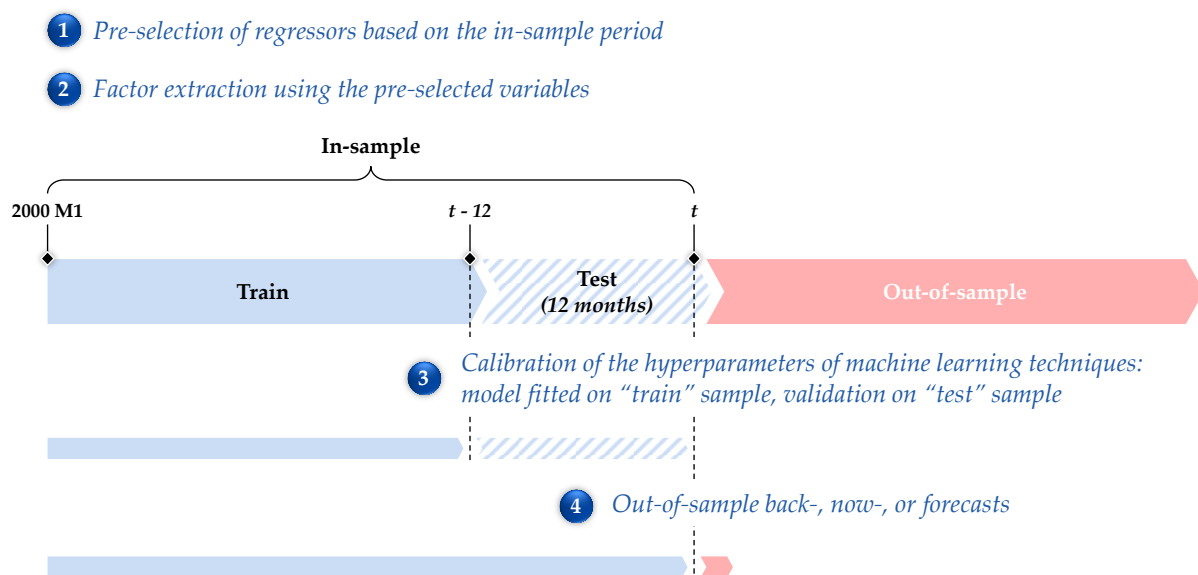 1 Pre-selection of regressors based on the in-sample period
2 Factor extraction using the pre-selected variables
In-sample
2000 M1
t - 12
t
Train
Test
(12 months)
Out-of-sample
3 Calibration of the hyperparameters of machine learning techniques:
model fitted on “train” sample, validation on “test” sample
4 Out-of-sample back-, now-, or forecasts